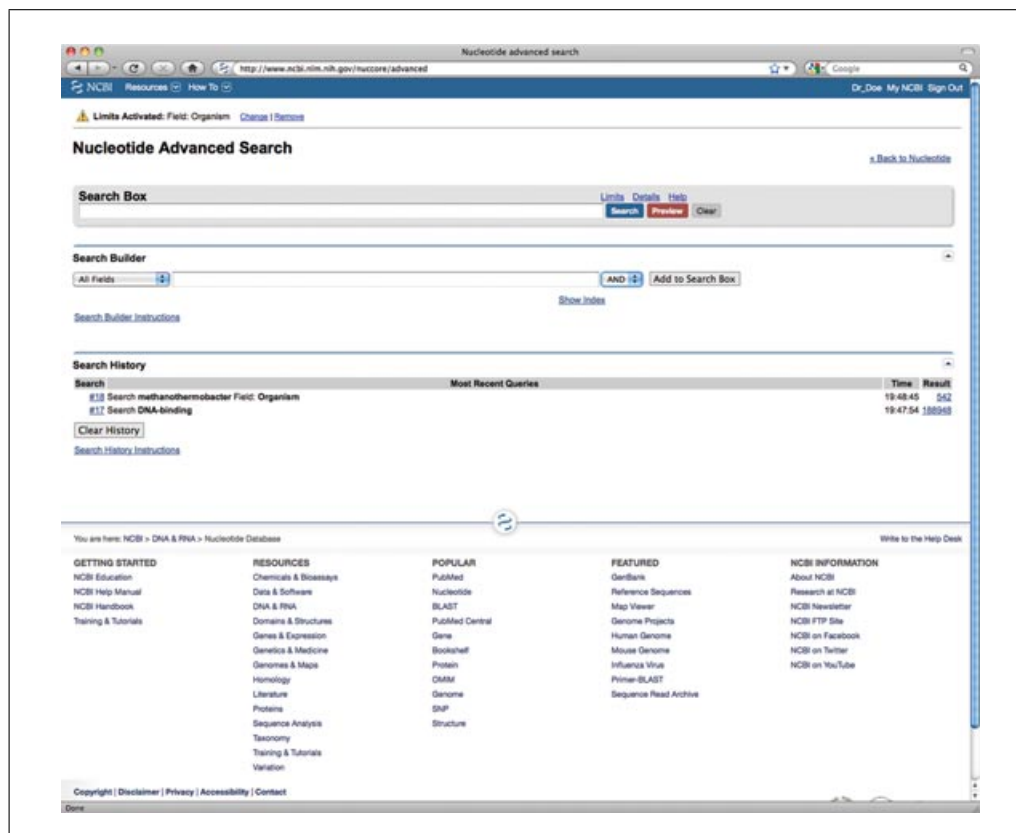 Nucleotide advanced search
http://www.ncbi.nlm.nih.gov/nuccore/advanced
Google
NCBI Resources How To
Dr_Doe My NCBI Sign Out
Limits Activated: Field: Organism Change | Remove
Nucleotide Advanced Search
« Back to Nucleotide
Search Box
Limits Details Help
Search Preview Clear
Search Builder
All Fields AND Add to Search Box
Show Index
Search Builder Instructions
Search History
Search Most Recent Queries Time Result
#18 Search methanothermobacter Field: Organism 19:48:45 542
#17 Search DNA-binding 19:47:54 188948
Clear History
Search History Instructions
You are here: NCBI > DNA & RNA > Nucleotide Database
Write to the Help Desk
GETTING STARTED
NCBI Education
NCBI Help Manual
NCBI Handbook
Training & Tutorials
RESOURCES
Chemicals & Bioassays
Data & Software
DNA & RNA
Domains & Structures
Genes & Expression
Genetics & Medicine
Genomes & Maps
Homology
Literature
Proteins
Sequence Analysis
Taxonomy
Training & Tutorials
Variation
POPULAR
PubMed
Nucleotide
BLAST
PubMed Central
Gene
Bookshelf
Protein
OMIM
Genome
SNP
Structure
FEATURED
GenBank
Reference Sequences
Map Viewer
Genome Projects
Human Genome
Mouse Genome
Influenza Virus
Primer-BLAST
Sequence Read Archive
NCBI INFORMATION
About NCBI
Research at NCBI
NCBI Newsletter
NCBI FTP Site
NCBI on Facebook
NCBI on Twitter
NCBI on YouTube
Copyright | Disclaimer | Privacy | Accessibility | Contact
Done